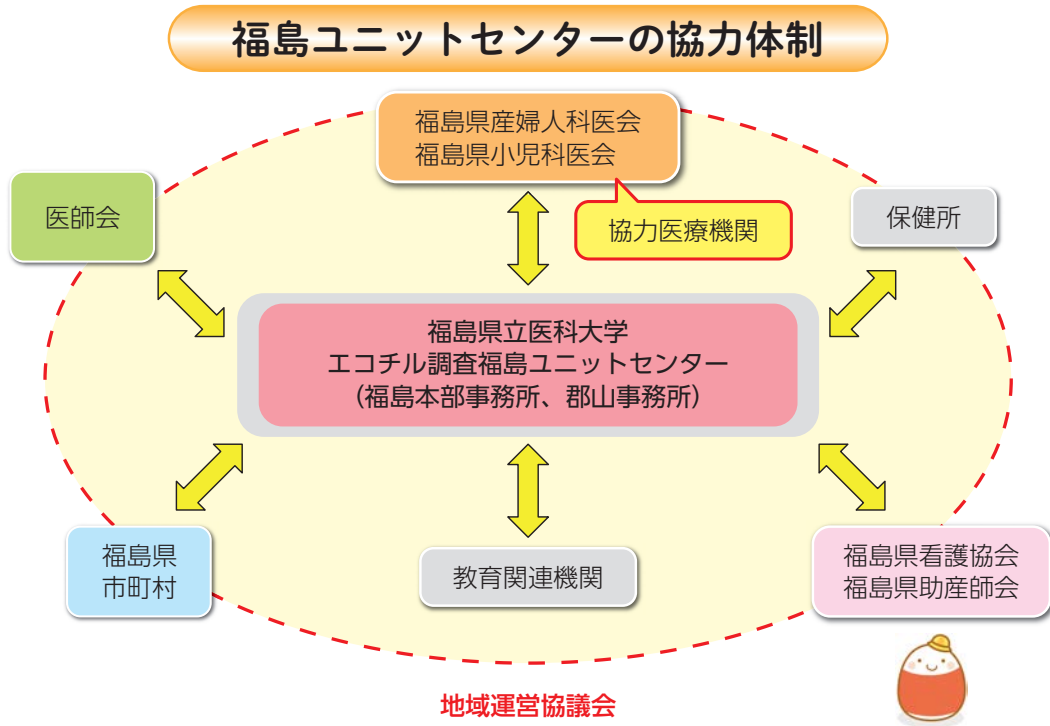 福島ユニットセンターの協力体制
福島県産婦人科医会
福島県小児科医会
医師会
協力医療機関
保健所
福島県立医科大学
エコチル調査福島ユニットセンター
（福島本部事務所、郡山事務所）
福島県
市町村
教育関連機関
福島県看護協会
福島県助産師会
地域運営協議会